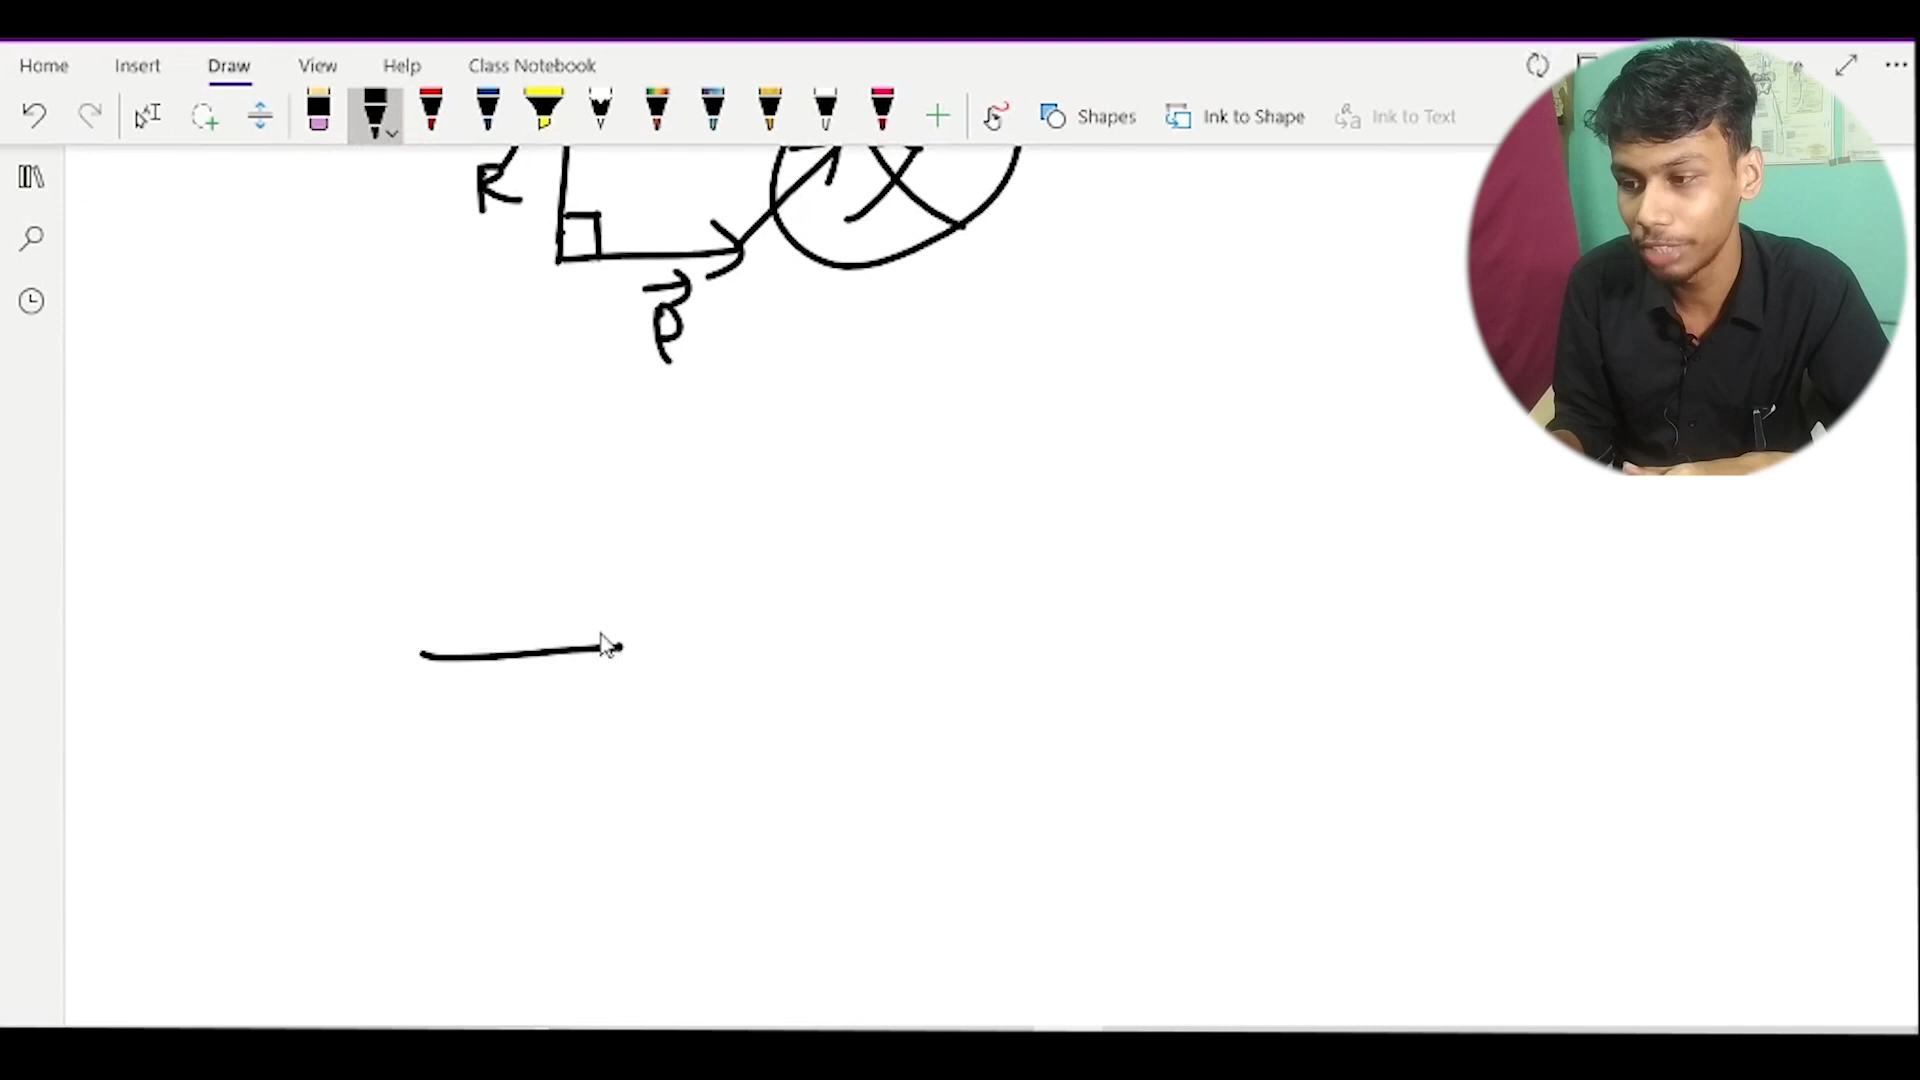 Home Insert Draw View Help Class Notebook
Shapes Ink to Shape Ink to Text
R
P